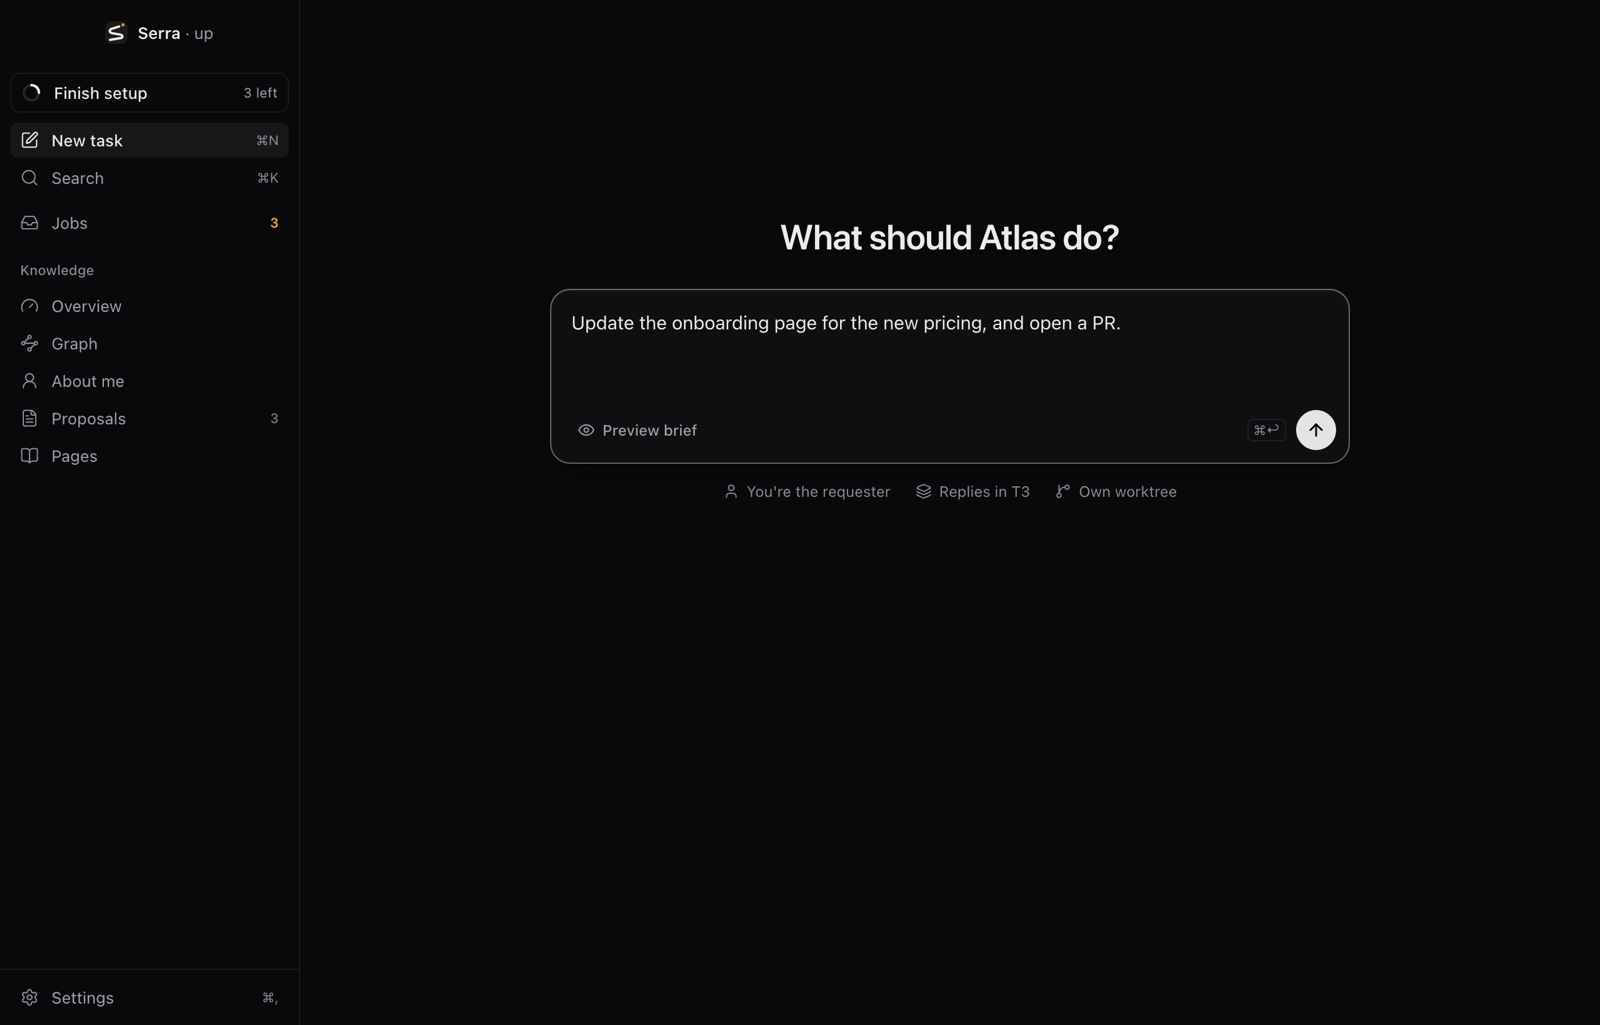 Serra · up
Finish setup 3 left
New task ⌘N
Search ⌘K
Jobs 3
Knowledge
Overview
Graph
About me
Proposals 3
Pages
Settings ⌘,
What should Atlas do?
Update the onboarding page for the new pricing, and open a PR.
Preview brief ⌘↩
You're the requester Replies in T3 Own worktree